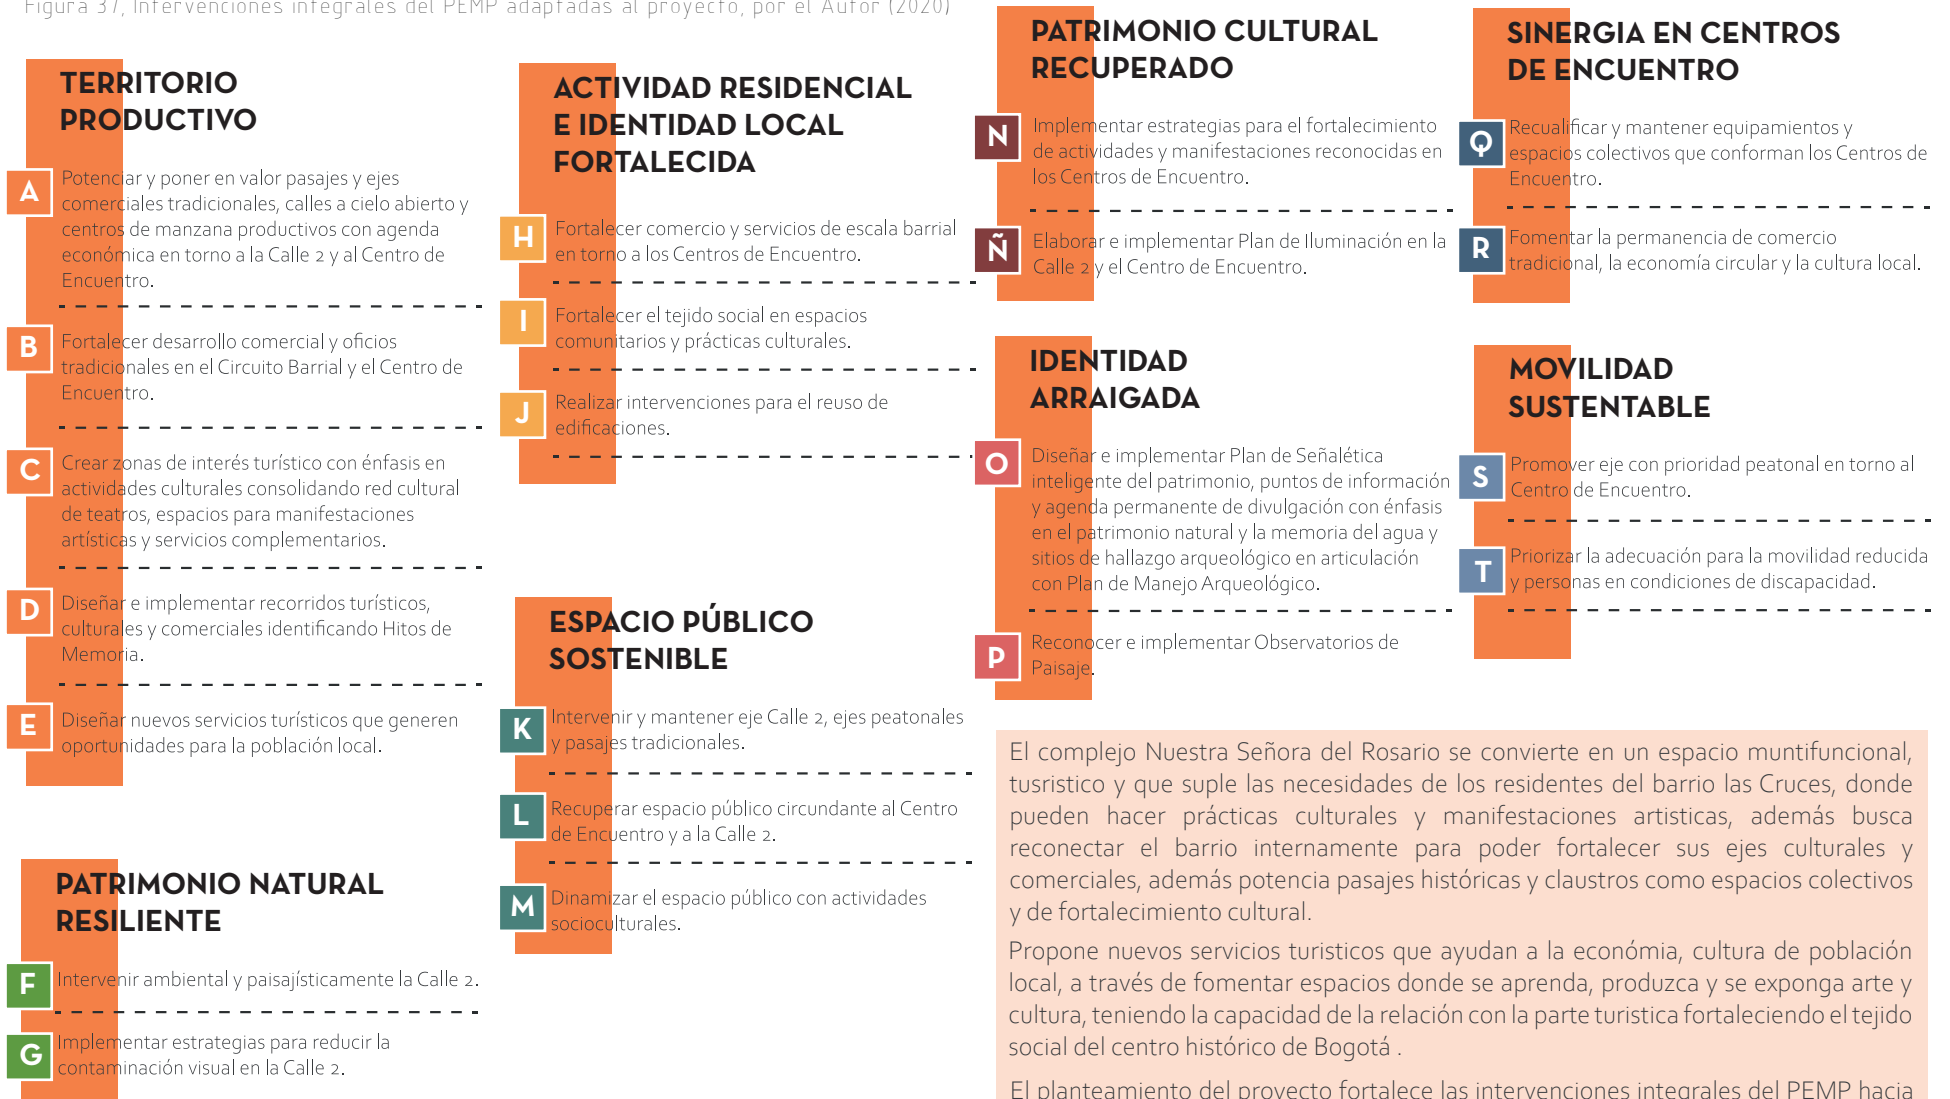 Figura 37, Intervenciones integrales del PEMP adaptadas al proyecto, por el Autor (2020)
TERRITORIO
PRODUCTIVO
A
Potenciar y poner en valor pasajes y ejes
comerciales tradicionales, calles a cielo abierto y
centros de manzana productivos con agenda
económica en torno a la Calle 2 y al Centro de
Encuentro.
B
Fortalecer desarrollo comercial y oficios
tradicionales en el Circuito Barrial y el Centro de
Encuentro.
C
Crear zonas de interés turístico con énfasis en
actividades culturales consolidando red cultural
de teatros, espacios para manifestaciones
artísticas y servicios complementarios.
D
Diseñar e implementar recorridos turísticos,
culturales y comerciales identificando Hitos de
Memoria.
E
Diseñar nuevos servicios turísticos que generen
oportunidades para la población local.
PATRIMONIO NATURAL
RESILIENTE
F
Intervenir ambiental y paisajísticamente la Calle 2.
G
Implementar estrategias para reducir la
contaminación visual en la Calle 2.
ACTIVIDAD RESIDENCIAL
E IDENTIDAD LOCAL
FORTALECIDA
H
Fortalecer comercio y servicios de escala barrial
en torno a los Centros de Encuentro.
I
Fortalecer el tejido social en espacios
comunitarios y prácticas culturales.
J
Realizar intervenciones para el reuso de
edificaciones.
ESPACIO PÚBLICO
SOSTENIBLE
K
Intervenir y mantener eje Calle 2, ejes peatonales
y pasajes tradicionales.
L
Recuperar espacio público circundante al Centro
de Encuentro y a la Calle 2.
M
Dinamizar el espacio público con actividades
socioculturales.
PATRIMONIO CULTURAL
RECUPERADO
N
Implementar estrategias para el fortalecimiento
de actividades y manifestaciones reconocidas en
los Centros de Encuentro.
Ñ
Elaborar e implementar Plan de Iluminación en la
Calle 2 y el Centro de Encuentro.
IDENTIDAD
ARRAIGADA
O
Diseñar e implementar Plan de Señalética
inteligente del patrimonio, puntos de información
y agenda permanente de divulgación con énfasis
en el patrimonio natural y la memoria del agua y
sitios de hallazgo arqueológico en articulación
con Plan de Manejo Arqueológico.
P
Reconocer e implementar Observatorios de
Paisaje.
SINERGIA EN CENTROS
DE ENCUENTRO
Q
Recualificar y mantener equipamientos y
espacios colectivos que conforman los Centros de
Encuentro.
R
Fomentar la permanencia de comercio
tradicional, la economía circular y la cultura local.
MOVILIDAD
SUSTENTABLE
S
Promover eje con prioridad peatonal en torno al
Centro de Encuentro.
T
Priorizar la adecuación para la movilidad reducida
y personas en condiciones de discapacidad.
El complejo Nuestra Señora del Rosario se convierte en un espacio muntifuncional,
tusristico y que suple las necesidades de los residentes del barrio las Cruces, donde
pueden hacer prácticas culturales y manifestaciones artisticas, además busca
reconectar el barrio internamente para poder fortalecer sus ejes culturales y
comerciales, además potencia pasajes históricas y claustros como espacios colectivos
y de fortalecimiento cultural.
Propone nuevos servicios turisticos que ayudan a la económia, cultura de población
local, a través de fomentar espacios donde se aprenda, produzca y se exponga arte y
cultura, teniendo la capacidad de la relación con la parte turistica fortaleciendo el tejido
social del centro histórico de Bogotá .
El planteamiento del proyecto fortalece las intervenciones integrales del PEMP hacia